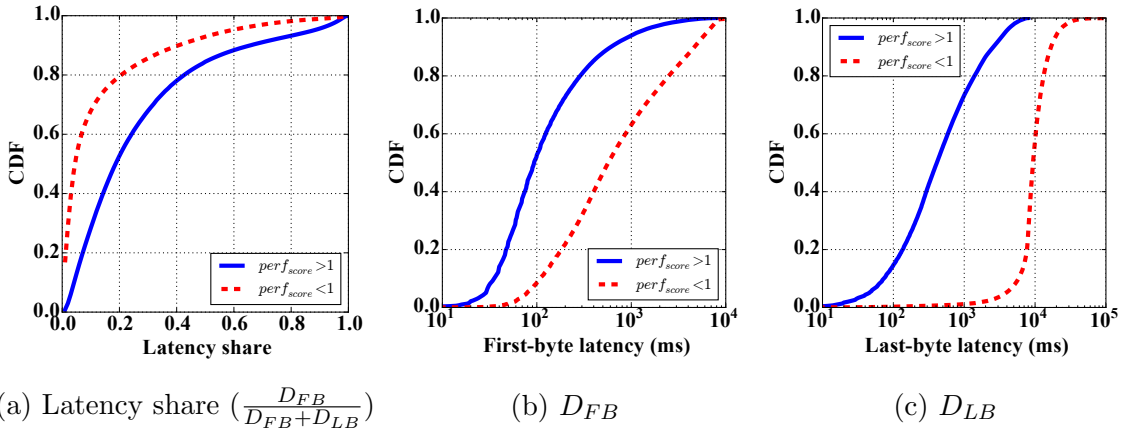 CDF
1.0
0.8
0.6
0.4
0.2
0.0
0.0 0.2 0.4 0.6 0.8 1.0
Latency share
perf_score>1
perf_score<1
CDF
1.0
0.8
0.6
0.4
0.2
0.0
10^1 10^2 10^3 10^4
First-byte latency (ms)
perf_score>1
perf_score<1
CDF
1.0
0.8
0.6
0.4
0.2
0.0
10^1 10^2 10^3 10^4 10^5
Last-byte latency (ms)
perf_score>1
perf_score<1
a) Latency share (D_FB / D_FB+D_LB)
(b) D_FB
(c) D_LB